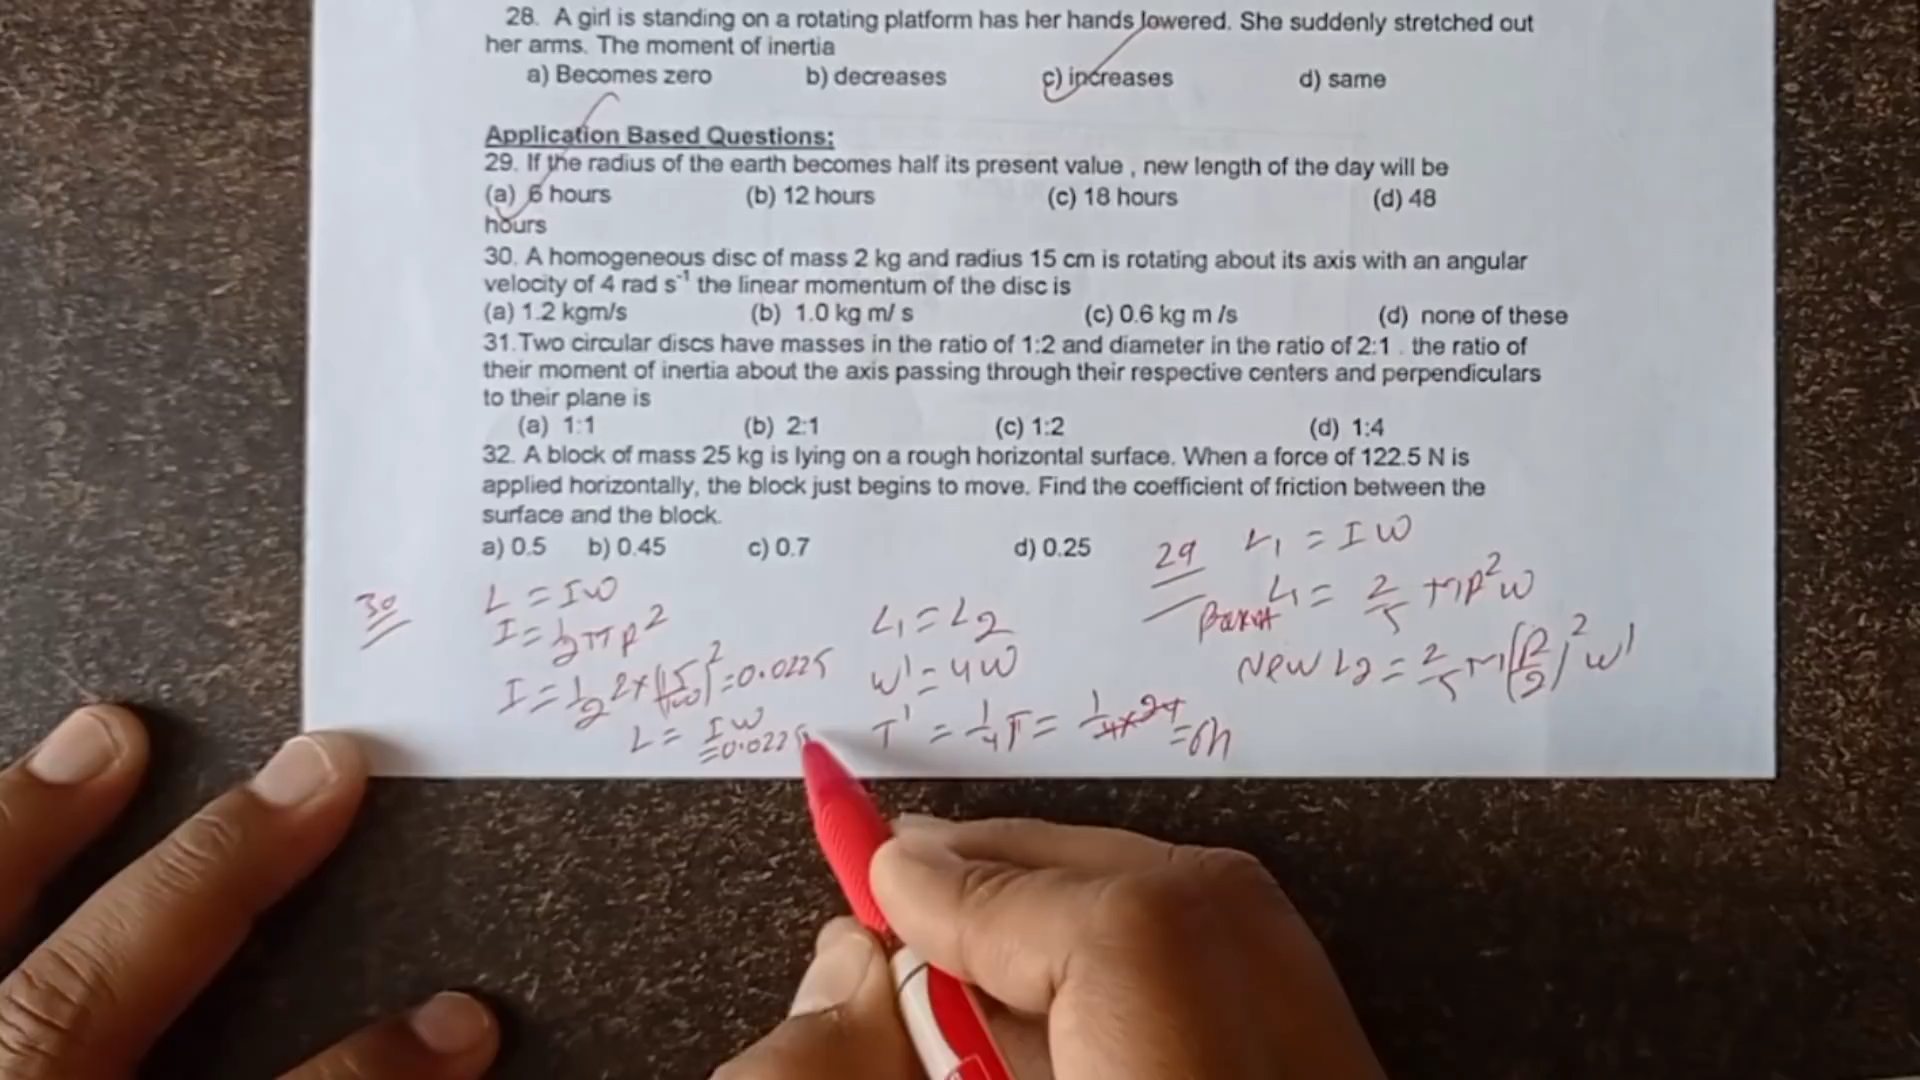 28. A girl is standing on a rotating platform has her hands lowered. She suddenly stretched out
her arms. The moment of inertia
a) Becomes zero b) decreases c) increases d) same
Application Based Questions:
29. If the radius of the earth becomes half its present value , new length of the day will be
(a) 6 hours (b) 12 hours (c) 18 hours (d) 48
hours
30. A homogeneous disc of mass 2 kg and radius 15 cm is rotating about its axis with an angular
velocity of 4 rad s⁻¹ the linear momentum of the disc is
(a) 1.2 kgm/s (b) 1.0 kg m/ s (c) 0.6 kg m /s (d) none of these
31.Two circular discs have masses in the ratio of 1:2 and diameter in the ratio of 2:1 . the ratio of
their moment of inertia about the axis passing through their respective centers and perpendiculars
to their plane is
(a) 1:1 (b) 2:1 (c) 1:2 (d) 1:4
32. A block of mass 25 kg is lying on a rough horizontal surface. When a force of 122.5 N is
applied horizontally, the block just begins to move. Find the coefficient of friction between the
surface and the block.
a) 0.5 b) 0.45 c) 0.7 d) 0.25
30
L = Iω
I = 1/2 m R²
I = 1/2 2×(15/100)² = 0.0225
L = Iω
= 0.022
L₁ = L₂
ω' = 4ω
T' = 1/4 T = 1/4 × 24 = 6h
29
L₁ = Iω
L₁ = 2/5 MR²ω
New L₂ = 2/5 M(R/2)² ω'